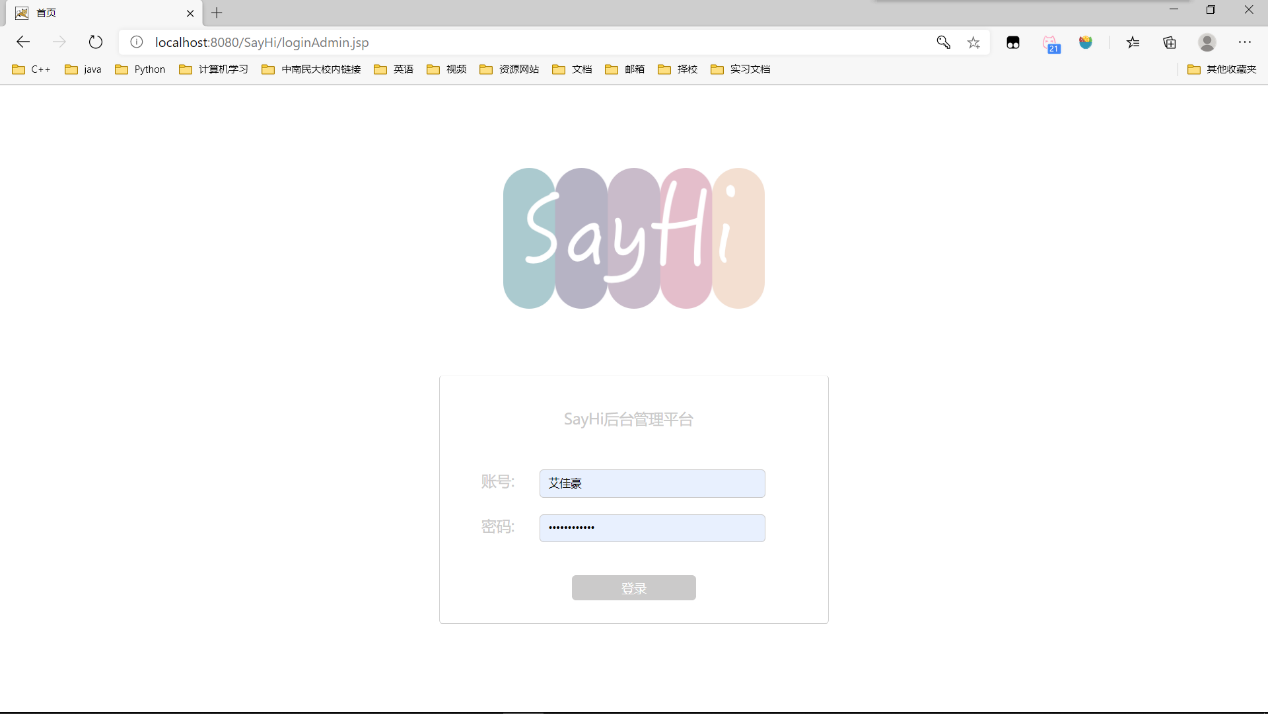 首页
localhost:8080/SayHi/loginAdmin.jsp
21
C++ java Python 计算机学习 中南民大校内链接 英语 视频 资源网站 文档 邮箱 择校 实习文档 其他收藏夹
SayHi
SayHi后台管理平台
账号: 艾佳豪
密码: ••••••••••••
登录